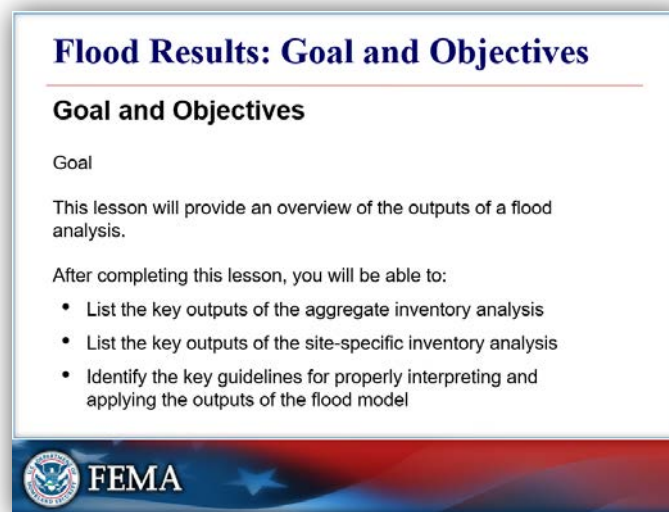 Flood Results: Goal and Objectives
Goal and Objectives
Goal
This lesson will provide an overview of the outputs of a flood
analysis.
After completing this lesson, you will be able to:
• List the key outputs of the aggregate inventory analysis
• List the key outputs of the site-specific inventory analysis
• Identify the key guidelines for properly interpreting and
applying the outputs of the flood model
FEMA